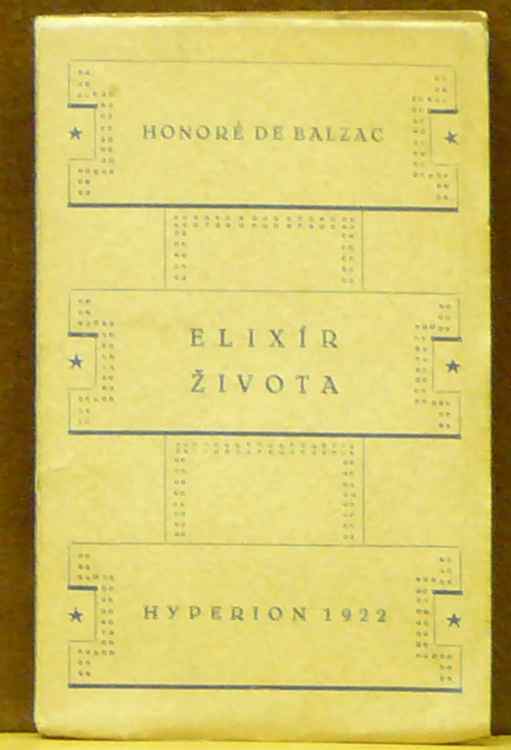 HONORÉ DE BALZAC
ELIXÍR
ŽIVOTA
HYPERION 1922